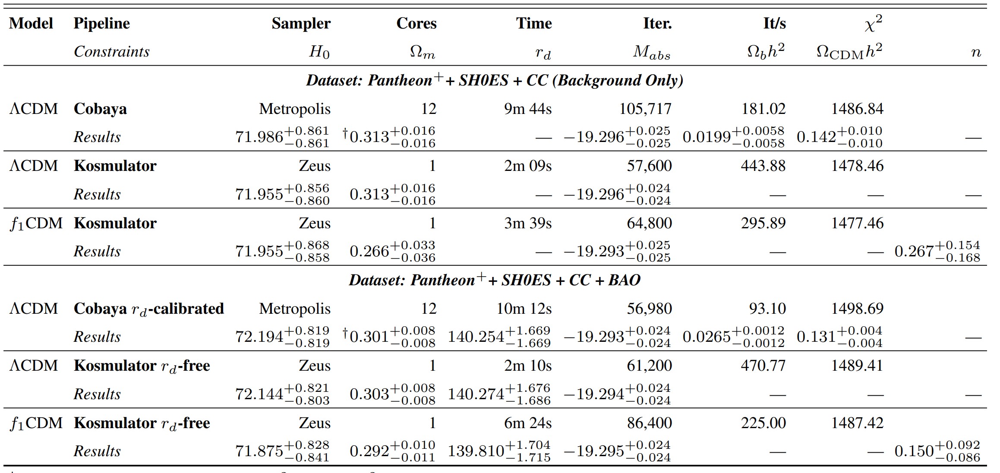 Model Pipeline Sampler Cores Time Iter. It/s χ²
Constraints H₀ Ωₘ r_d M_abs Ω_bh² Ω_CDMh² n
Dataset: Pantheon⁺ + SH0ES + CC (Background Only)
ΛCDM Cobaya Metropolis 12 9m 44s 105,717 181.02 1486.84
Results 71.986^{+0.861}_{−0.861} †0.313^{+0.016}_{−0.016} — −19.296^{+0.025}_{−0.025} 0.0199^{+0.0058}_{−0.0058} 0.142^{+0.010}_{−0.010} —
ΛCDM Kosmulator Zeus 1 2m 09s 57,600 443.88 1478.46
Results 71.955^{+0.856}_{−0.860} 0.313^{+0.016}_{−0.016} — −19.296^{+0.024}_{−0.024} — — —
f₁CDM Kosmulator Zeus 1 3m 39s 64,800 295.89 1477.46
Results 71.955^{+0.868}_{−0.858} 0.266^{+0.033}_{−0.036} — −19.293^{+0.025}_{−0.025} — — 0.267^{+0.154}_{−0.168}
Dataset: Pantheon⁺ + SH0ES + CC + BAO
ΛCDM Cobaya r_d-calibrated Metropolis 12 10m 12s 56,980 93.10 1498.69
Results 72.194^{+0.819}_{−0.819} †0.301^{+0.008}_{−0.008} 140.254^{+1.669}_{−1.669} −19.293^{+0.024}_{−0.024} 0.0265^{+0.0012}_{−0.0012} 0.131^{+0.004}_{−0.004} —
ΛCDM Kosmulator r_d-free Zeus 1 2m 10s 61,200 470.77 1489.41
Results 72.144^{+0.821}_{−0.803} 0.303^{+0.008}_{−0.008} 140.274^{+1.676}_{−1.686} −19.294^{+0.024}_{−0.024} — — —
f₁CDM Kosmulator r_d-free Zeus 1 6m 24s 86,400 225.00 1487.42
Results 71.875^{+0.828}_{−0.841} 0.292^{+0.010}_{−0.011} 139.810^{+1.704}_{−1.715} −19.295^{+0.024}_{−0.024} — — 0.150^{+0.092}_{−0.086}